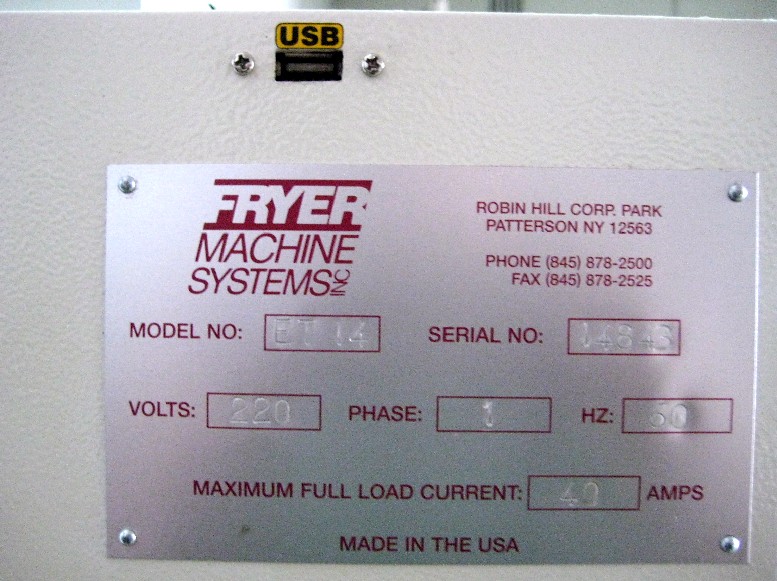 USB
FRYER
MACHINE
SYSTEMS INC
ROBIN HILL CORP. PARK
PATTERSON NY 12563
PHONE (845) 878-2500
FAX (845) 878-2525
MODEL NO: ET 14 SERIAL NO:
VOLTS: 220 PHASE: 1 HZ:
MAXIMUM FULL LOAD CURRENT: 40 AMPS
MADE IN THE USA